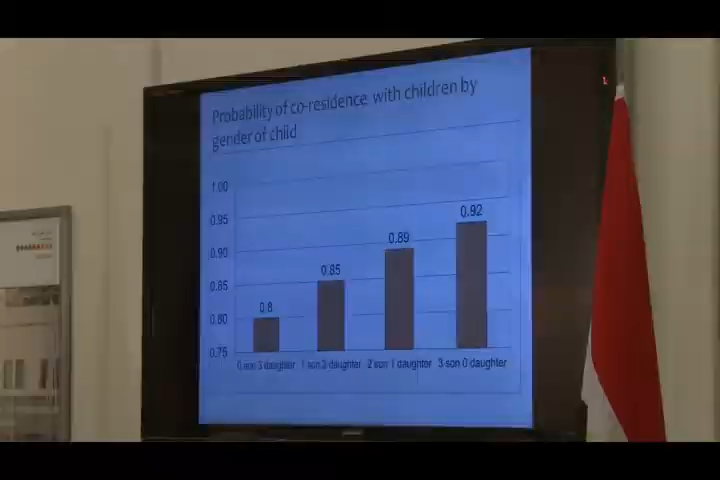 Probability of co-residence with children by
gender of child
1.00
0.95
0.90
0.85
0.80
0.75
0.8
0.85
0.89
0.92
0 son 3 daughter
1 son 2 daughter
2 son 1 daughter
3 son 0 daughter